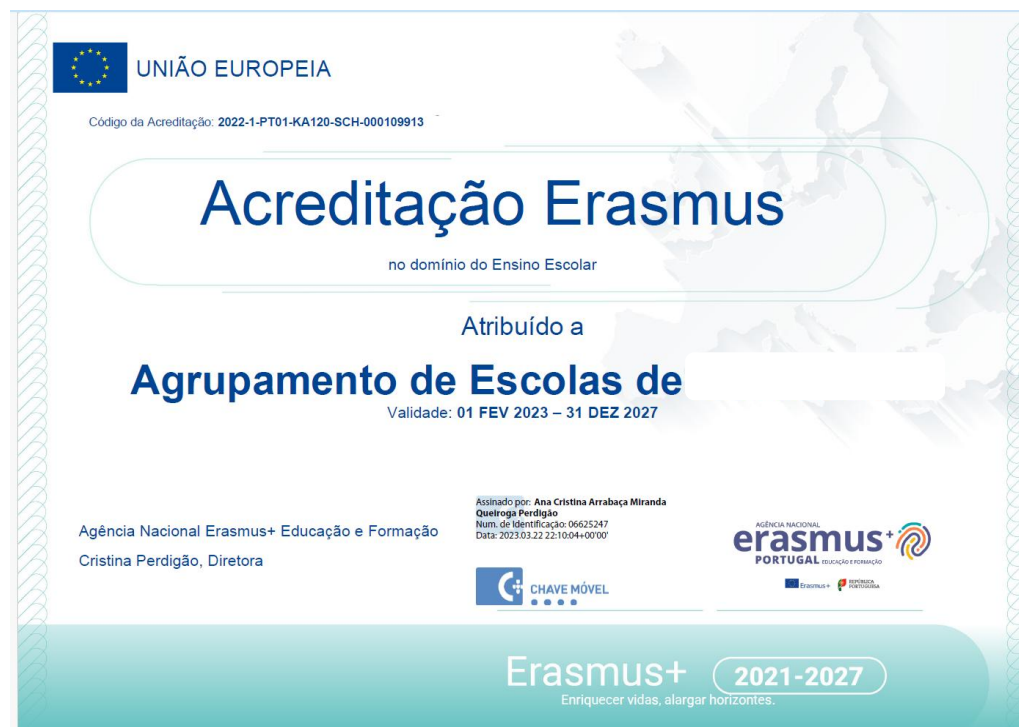 UNIÃO EUROPEIA
Código da Acreditação: 2022-1-PT01-KA120-SCH-000109913
Acreditação Erasmus
no domínio do Ensino Escolar
Atribuído a
Agrupamento de Escolas de
Validade: 01 FEV 2023 – 31 DEZ 2027
Assinado por: Ana Cristina Arrabaça Miranda
Queiroga Perdigão
Num. de Identificação: 06625247
Data: 2023.03.22 22:10:04+00'00'
Agência Nacional Erasmus+ Educação e Formação
Cristina Perdigão, Diretora
CHAVE MÓVEL
AGÊNCIA NACIONAL
erasmus+
PORTUGAL EDUCAÇÃO E FORMAÇÃO
Erasmus+
REPÚBLICA
PORTUGUESA
Erasmus+ 2021-2027
Enriquecer vidas, alargar horizontes.